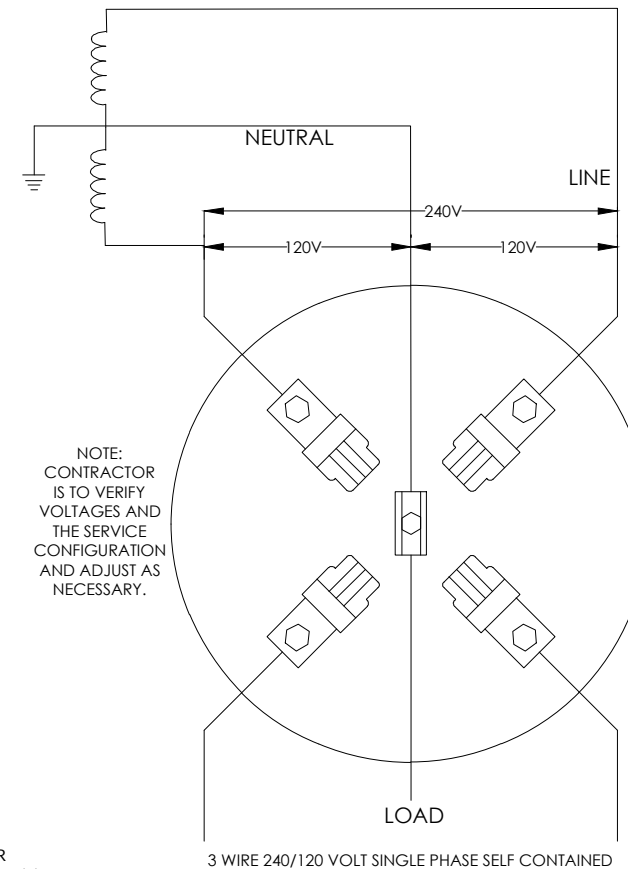 NEUTRAL
LINE
240V
120V 120V
NOTE:
CONTRACTOR
IS TO VERIFY
VOLTAGES AND
THE SERVICE
CONFIGURATION
AND ADJUST AS
NECESSARY.
LOAD
R
3 WIRE 240/120 VOLT SINGLE PHASE SELF CONTAINED